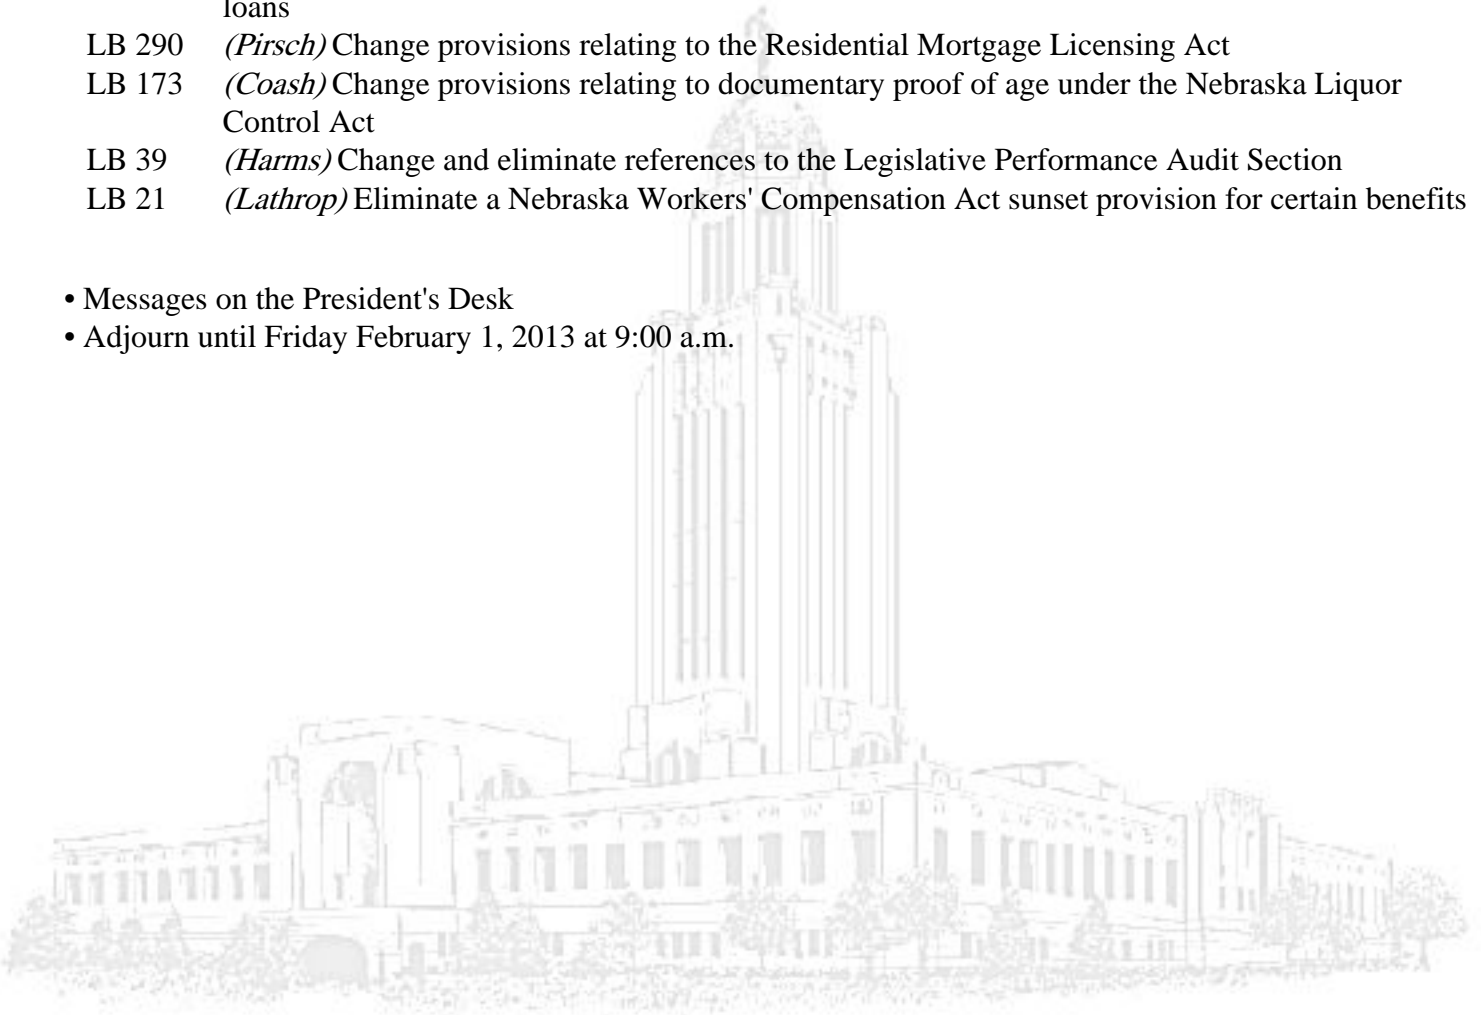 loans
LB 290 (Pirsch) Change provisions relating to the Residential Mortgage Licensing Act
LB 173 (Coash) Change provisions relating to documentary proof of age under the Nebraska Liquor
Control Act
LB 39 (Harms) Change and eliminate references to the Legislative Performance Audit Section
LB 21 (Lathrop) Eliminate a Nebraska Workers' Compensation Act sunset provision for certain benefits
• Messages on the President's Desk
• Adjourn until Friday February 1, 2013 at 9:00 a.m.